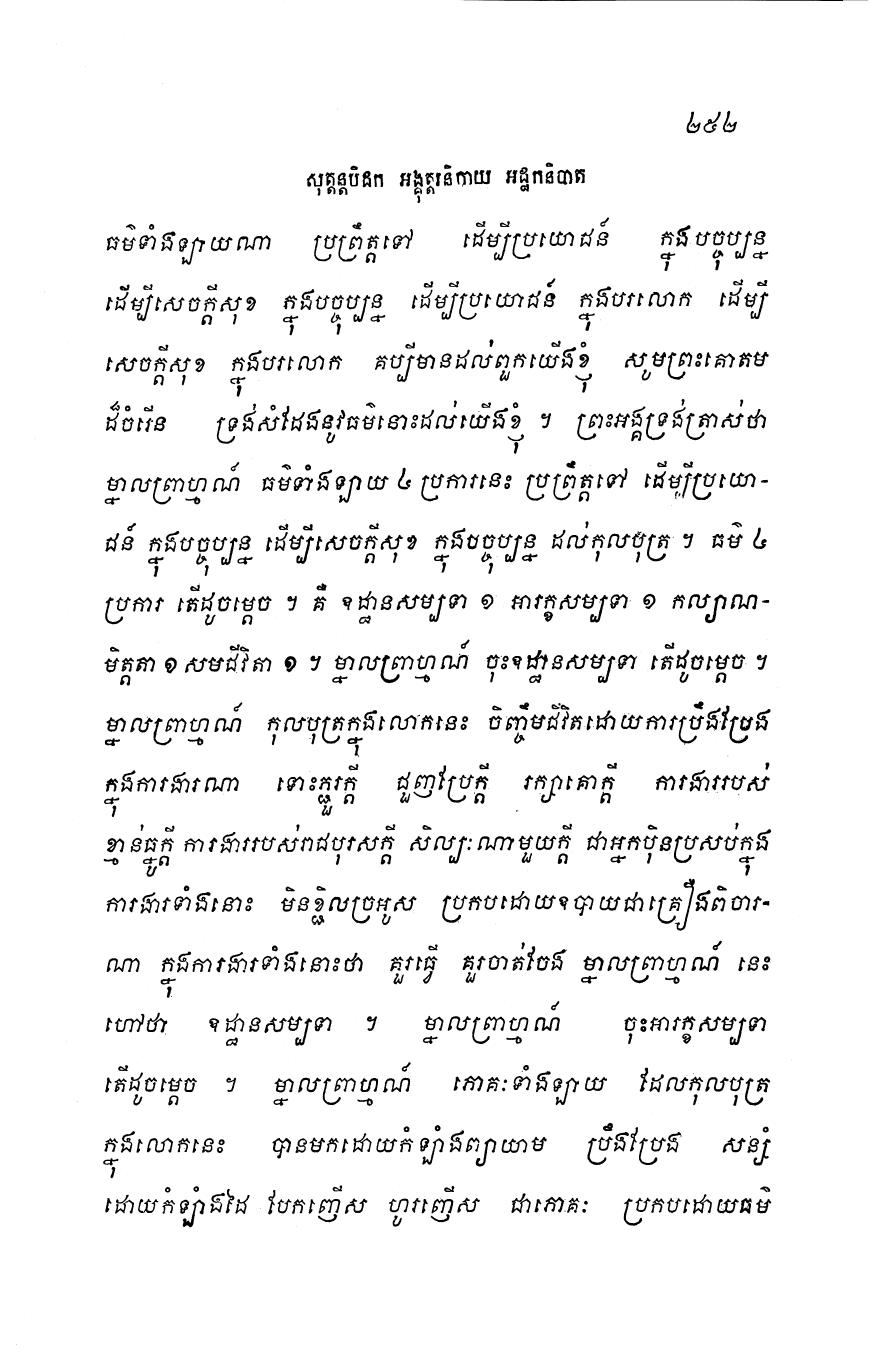 ២៥២
សុត្តន្តបិដក អង្គុត្តរនិកាយ អដ្ឋកនិបាត
ធម៌ទាំងឡាយណា ប្រព្រឹត្តទៅ ដើម្បីប្រយោជន៍ ក្នុងបច្ចុប្បន្ន
ដើម្បីសេចក្តីសុខ ក្នុងបច្ចុប្បន្ន ដើម្បីប្រយោជន៍ ក្នុងបរលោក ដើម្បី
សេចក្តីសុខ ក្នុងបរលោក គប្បីមានដល់ពួកយើងខ្ញុំ សូមព្រះគោតម
ដ៏ចំរើន ទ្រង់សំដែងនូវធម៌នោះដល់យើងខ្ញុំ ។ ព្រះអង្គទ្រង់ត្រាស់ថា
ម្នាលព្រាហ្មណ៍ ធម៌ទាំងឡាយ ៤ ប្រការនេះ ប្រព្រឹត្តទៅ ដើម្បីប្រយោ-
ជន៍ ក្នុងបច្ចុប្បន្ន ដើម្បីសេចក្តីសុខ ក្នុងបច្ចុប្បន្ន ដល់កុលបុត្រ ។ ធម៌ ៤
ប្រការ តើដូចម្តេច ។ គឺ ឧដ្ឋានសម្បទា ១ អារក្ខសម្បទា ១ កល្យាណ-
មិត្តតា ១ សមជីវិតា ១ ។ ម្នាលព្រាហ្មណ៍ ចុះឧដ្ឋានសម្បទា តើដូចម្តេច ។
ម្នាលព្រាហ្មណ៍ កុលបុត្រក្នុងលោកនេះ ចិញ្ចឹមជីវិតដោយការប្រឹងប្រែង
ក្នុងការងារណា ទោះភ្ជួរក្តី ជួញប្រែក្តី រក្សាគោក្តី ការងាររបស់
ខ្មាន់ធ្នូក្តី ការងាររបស់រាជបុរសក្តី សិល្បៈណាមួយក្តី ជាអ្នកប៉ិនប្រសប់ក្នុង
ការងារទាំងនោះ មិនខ្ជិលច្រអូស ប្រកបដោយឧបាយជាគ្រឿងពិចារ-
ណា ក្នុងការងារទាំងនោះថា គួរធ្វើ គួរចាត់ចែង ម្នាលព្រាហ្មណ៍ នេះ
ហៅថា ឧដ្ឋានសម្បទា ។ ម្នាលព្រាហ្មណ៍ ចុះអារក្ខសម្បទា
តើដូចម្តេច ។ ម្នាលព្រាហ្មណ៍ ភោគៈទាំងឡាយ ដែលកុលបុត្រ
ក្នុងលោកនេះ បានមកដោយកំឡាំងព្យាយាម ប្រឹងប្រែង សន្សំ
ដោយកំឡាំងដៃ បែកញើស ហូរញើស ជាភោគៈ ប្រកបដោយធម៌